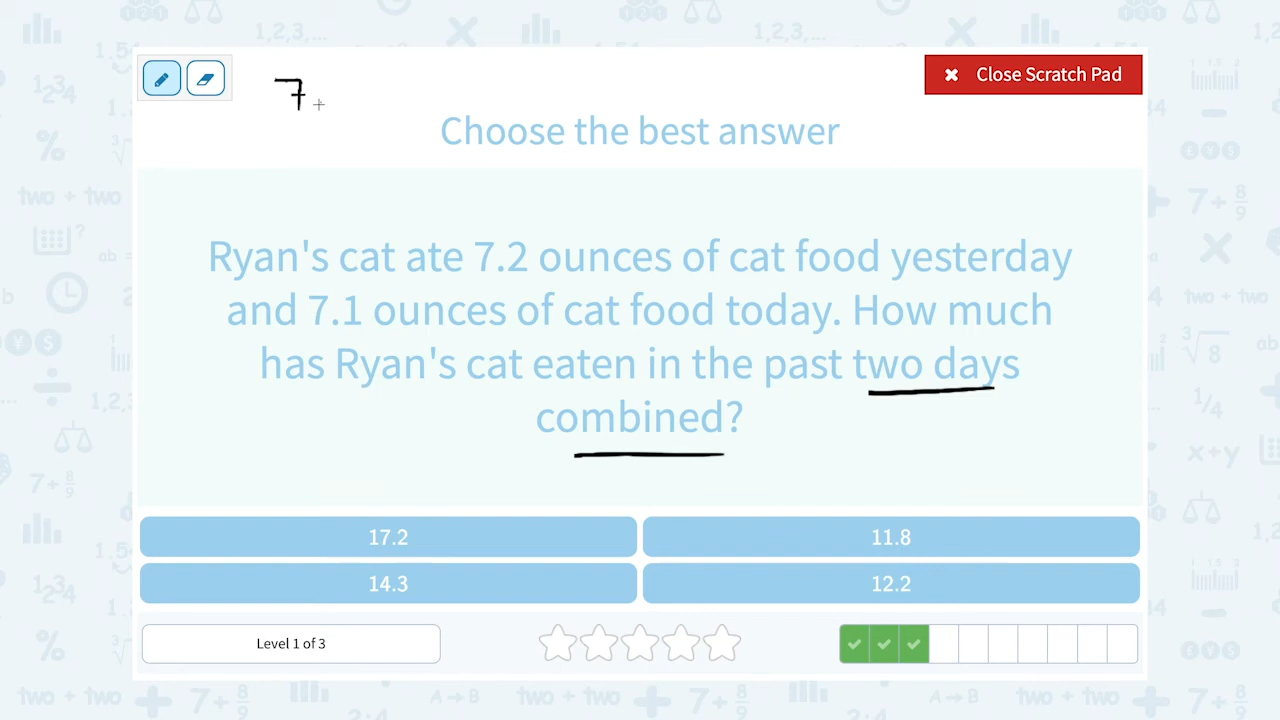 7
Close Scratch Pad
Choose the best answer
Ryan's cat ate 7.2 ounces of cat food yesterday
and 7.1 ounces of cat food today. How much
has Ryan's cat eaten in the past two days
combined?
17.2
11.8
14.3
12.2
Level 1 of 3